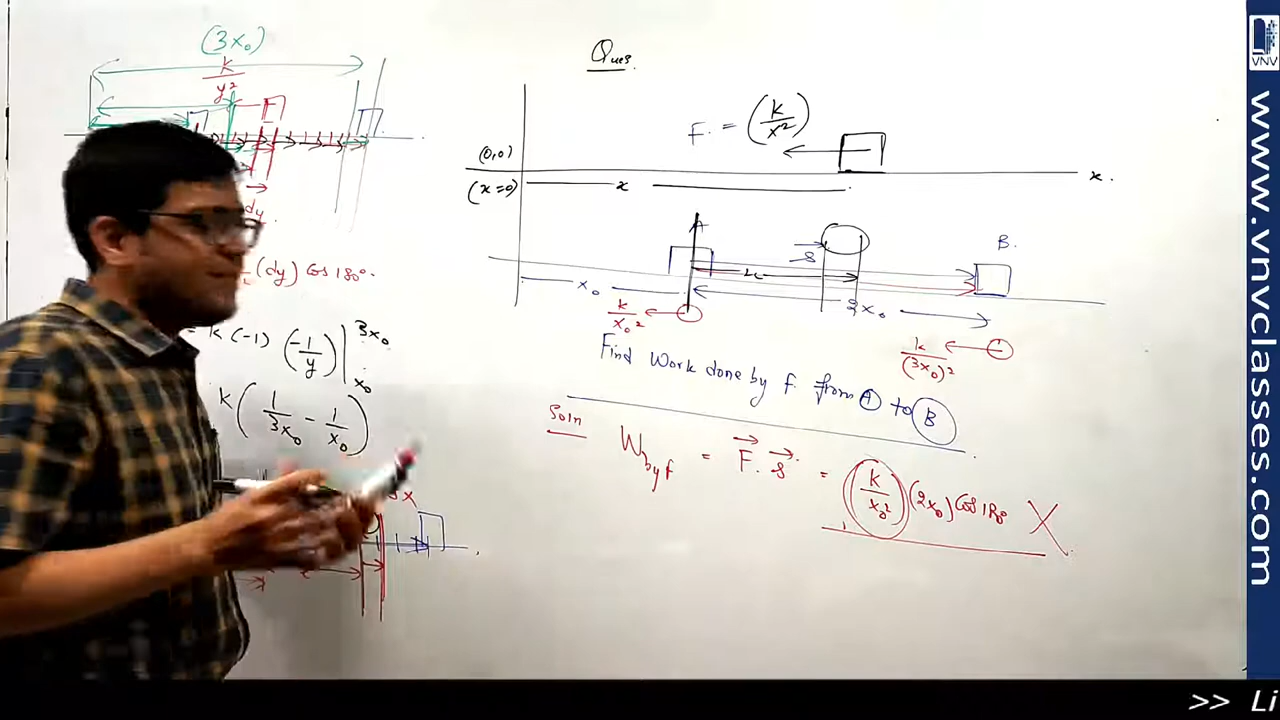 (3x₀)
K/y²
dy
(dy) cos 180°
K (-1) (-1/y) |
3x₀
x₀
K (1/3x₀ - 1/x₀)
3x
Ques.
F = (K/x²)
(0,0)
(x=0)
x
x.
A
B.
x₀
2x₀
K/x₀²
K/(3x₀)²
Find Work done by F. from A to B
Soln
W by F = F⃗ . s⃗ = (K/x₀²) (2x₀) Cos 180° X
VNV
www.vnvclasses.com
>> Li